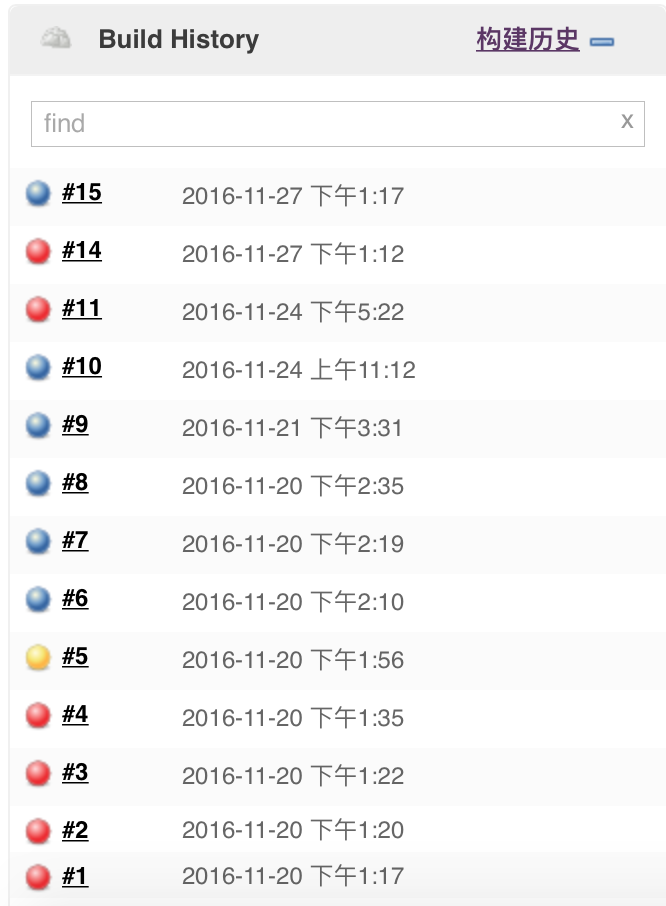 Build History 构建历史
find x
#15 2016-11-27 下午1:17
#14 2016-11-27 下午1:12
#11 2016-11-24 下午5:22
#10 2016-11-24 上午11:12
#9 2016-11-21 下午3:31
#8 2016-11-20 下午2:35
#7 2016-11-20 下午2:19
#6 2016-11-20 下午2:10
#5 2016-11-20 下午1:56
#4 2016-11-20 下午1:35
#3 2016-11-20 下午1:22
#2 2016-11-20 下午1:20
#1 2016-11-20 下午1:17